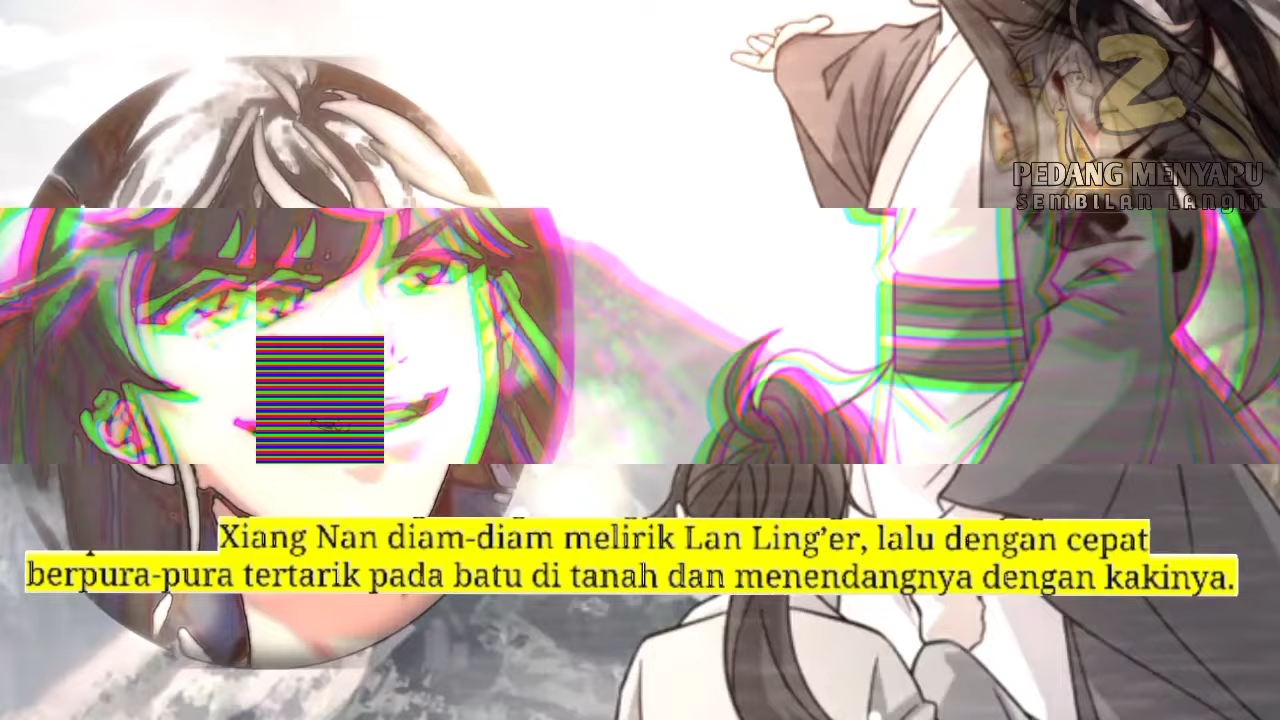 2
PEDANG MENYAPU
SEMBILAN LANGIT
Xiang Nan diam-diam melirik Lan Ling’er, lalu dengan cepat
berpura-pura tertarik pada batu di tanah dan menendangnya dengan kakinya.